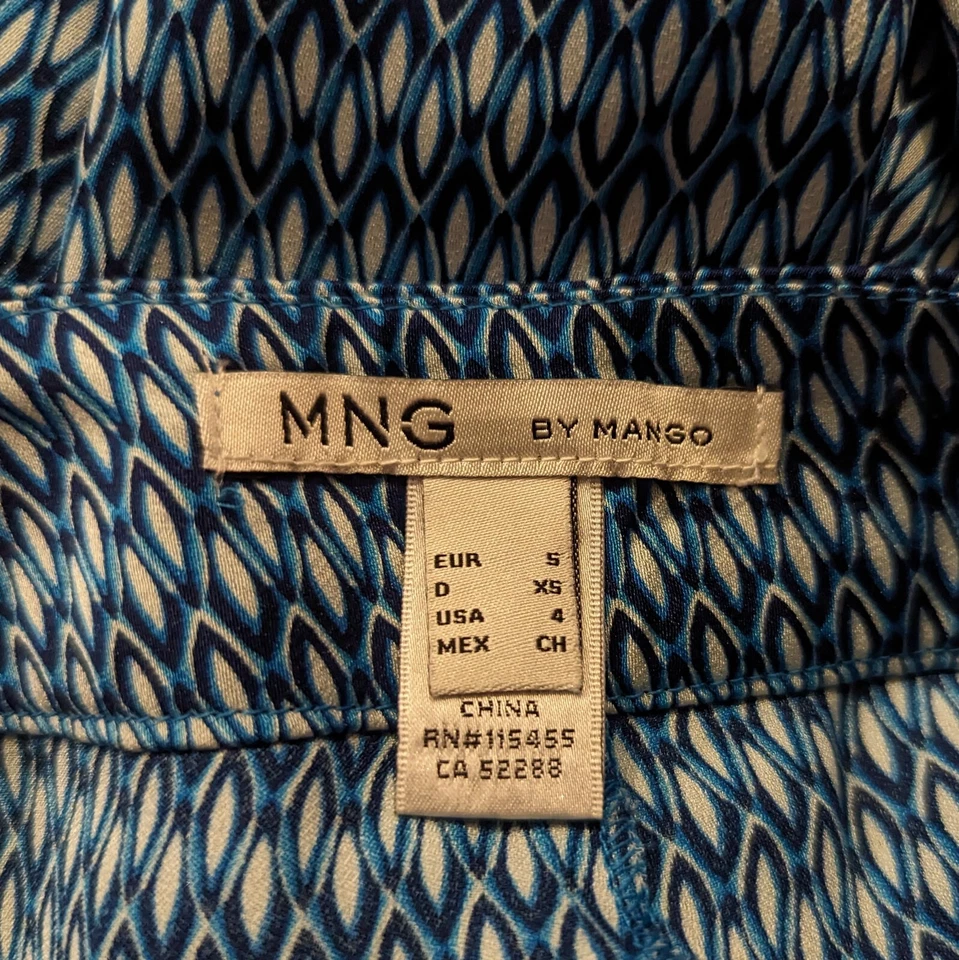 MNG BY MANGO
EUR S
D XS
USA 4
MEX CH
CHINA
RN#115455
CA 52288